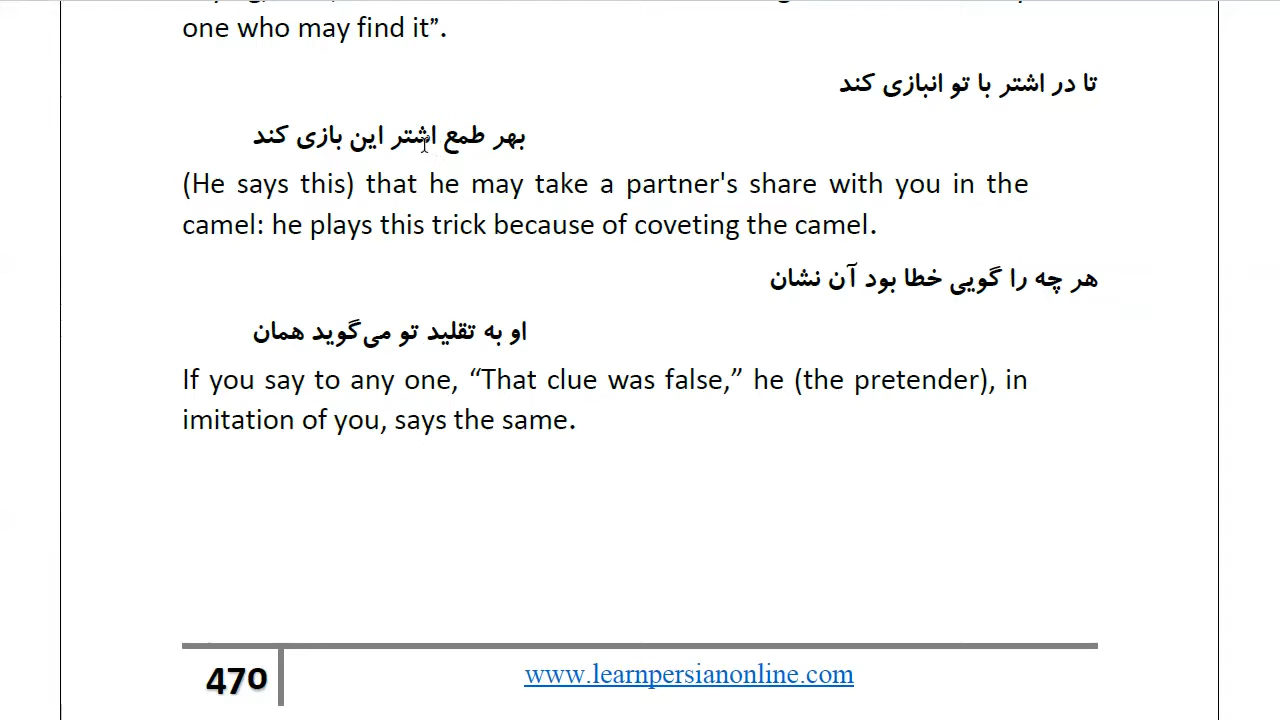 one who may find it”.
تا در اشتر با تو انبازی کند
بهر طمع اشتر این بازی کند
(He says this) that he may take a partner's share with you in the
camel: he plays this trick because of coveting the camel.
هر چه را گویی خطا بود آن نشان
او به تقلید تو می‌گوید همان
If you say to any one, “That clue was false,” he (the pretender), in
imitation of you, says the same.
470
www.learnpersianonline.com